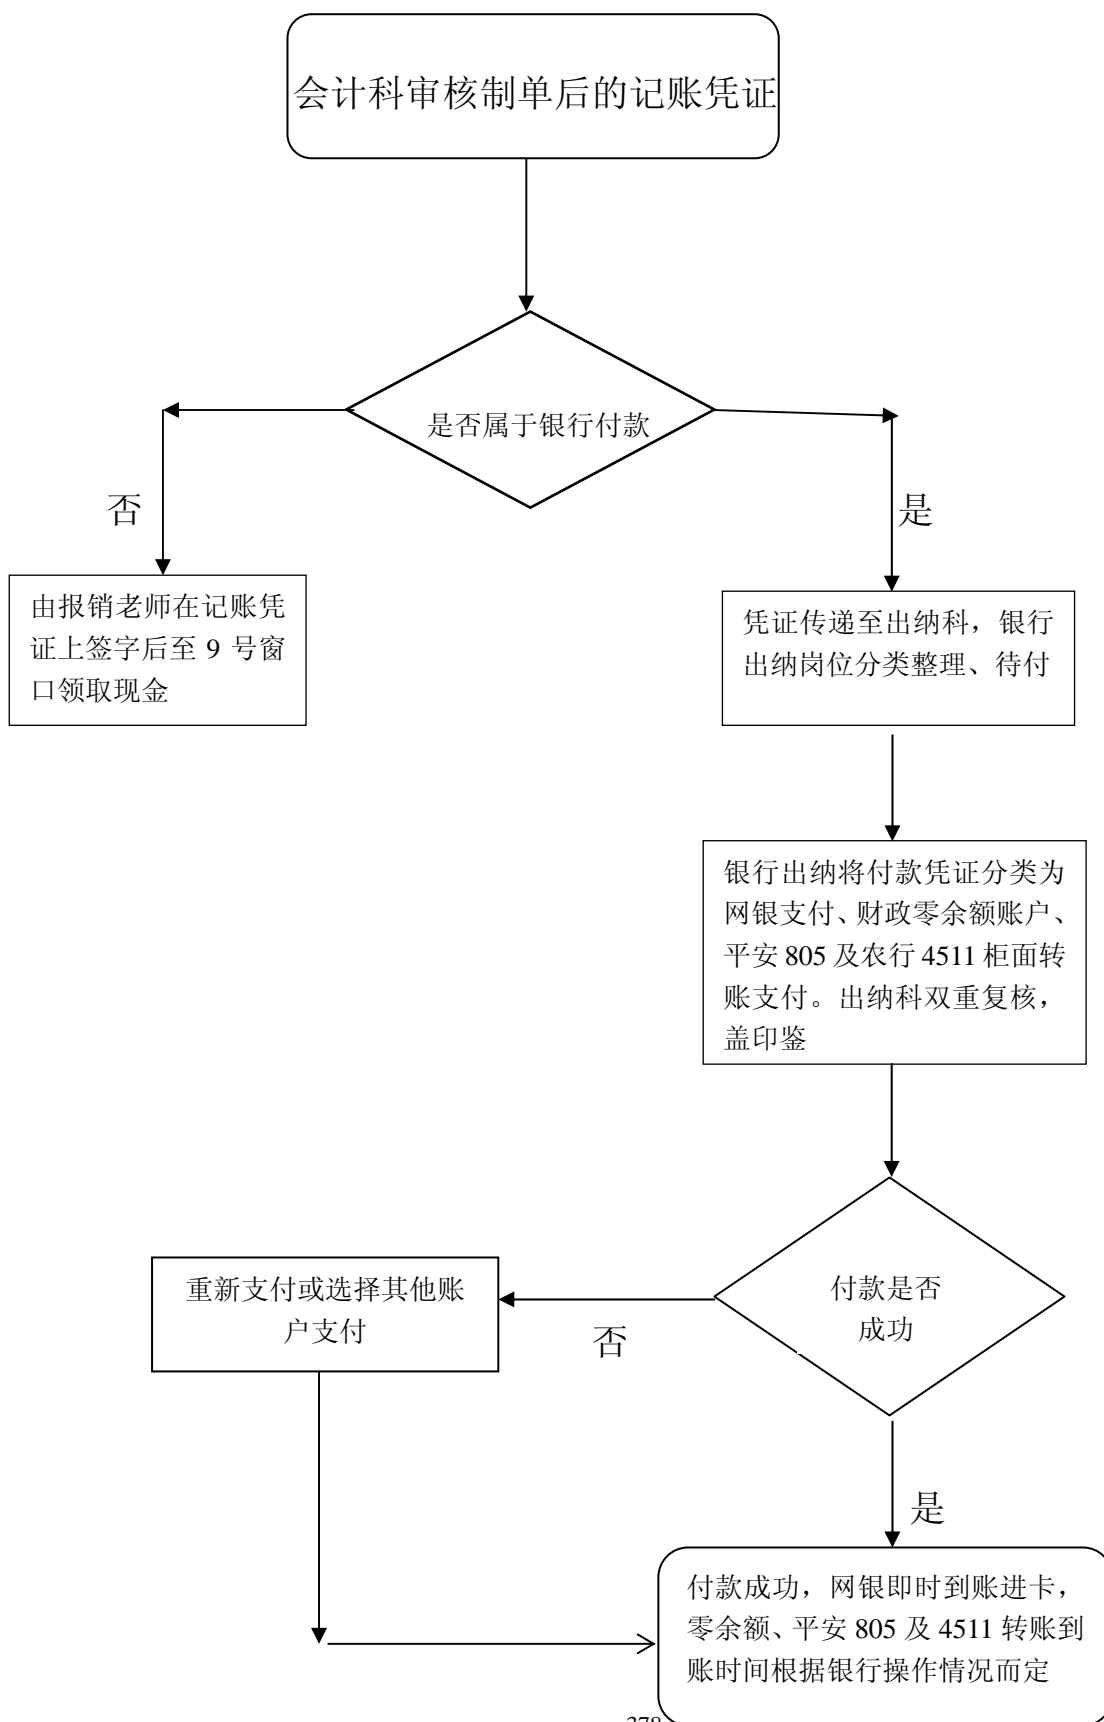 会计科审核制单后的记账凭证
是否属于银行付款
否
是
由报销老师在记账凭
证上签字后至 9 号窗
口领取现金
凭证传递至出纳科，银行
出纳岗位分类整理、待付
银行出纳将付款凭证分类为
网银支付、财政零余额账户、
平安 805 及农行 4511 柜面转
账支付。出纳科双重复核，
盖印鉴
付款是否
成功
重新支付或选择其他账
户支付
否
是
付款成功，网银即时到账进卡，
零余额、平安 805 及 4511 转账到
账时间根据银行操作情况而定